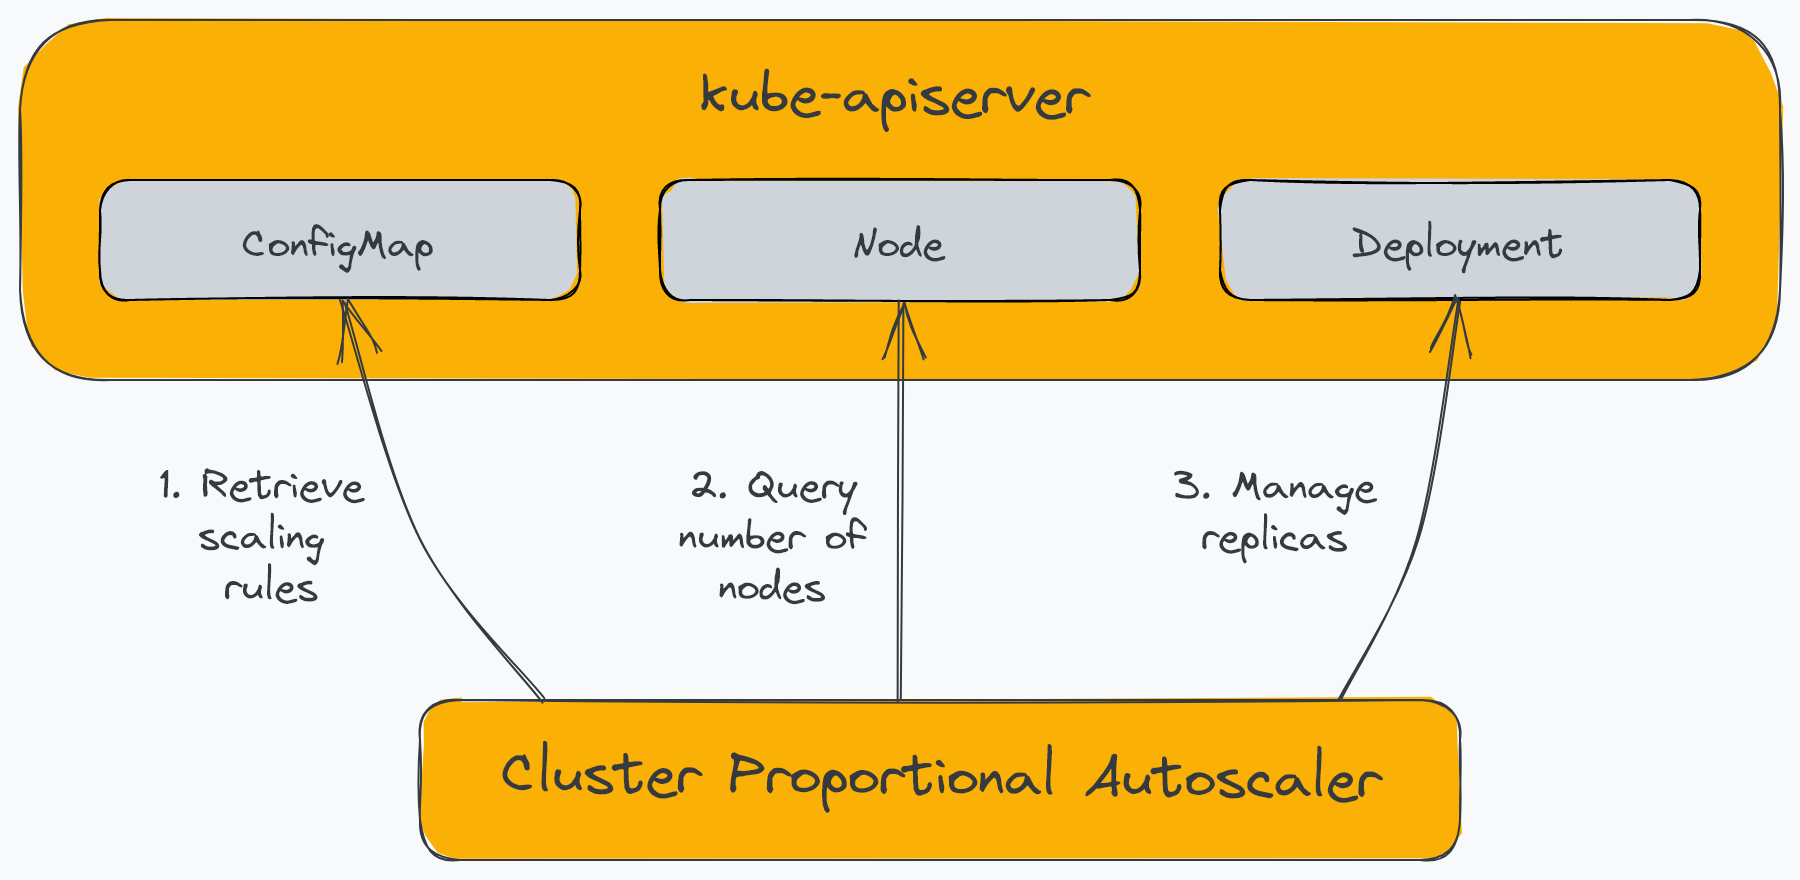 kube-apiserver
ConfigMap
Node
Deployment
1. Retrieve
scaling
rules
2. Query
number of
nodes
3. Manage
replicas
Cluster Proportional Autoscaler